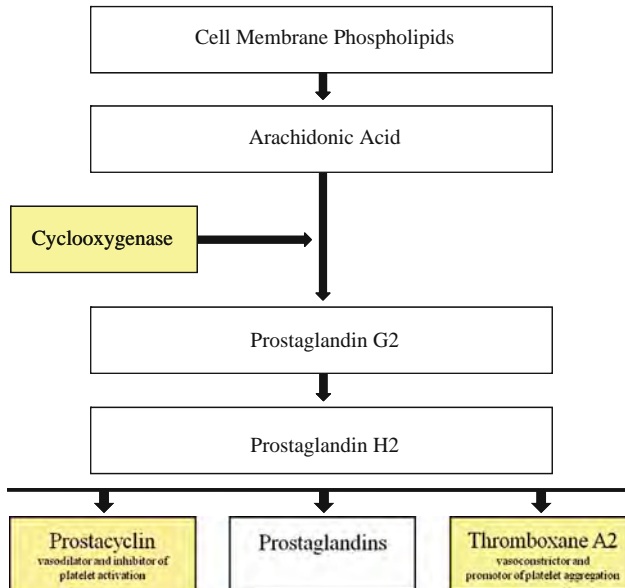 Cell Membrane Phospholipids
Arachidonic Acid
Cyclooxygenase
Prostaglandin G2
Prostaglandin H2
Prostacyclin
vasodilator and inhibitor of
platelet activation
Prostaglandins
Thromboxane A2
vasoconstrictor and
promotor of platelet aggregation